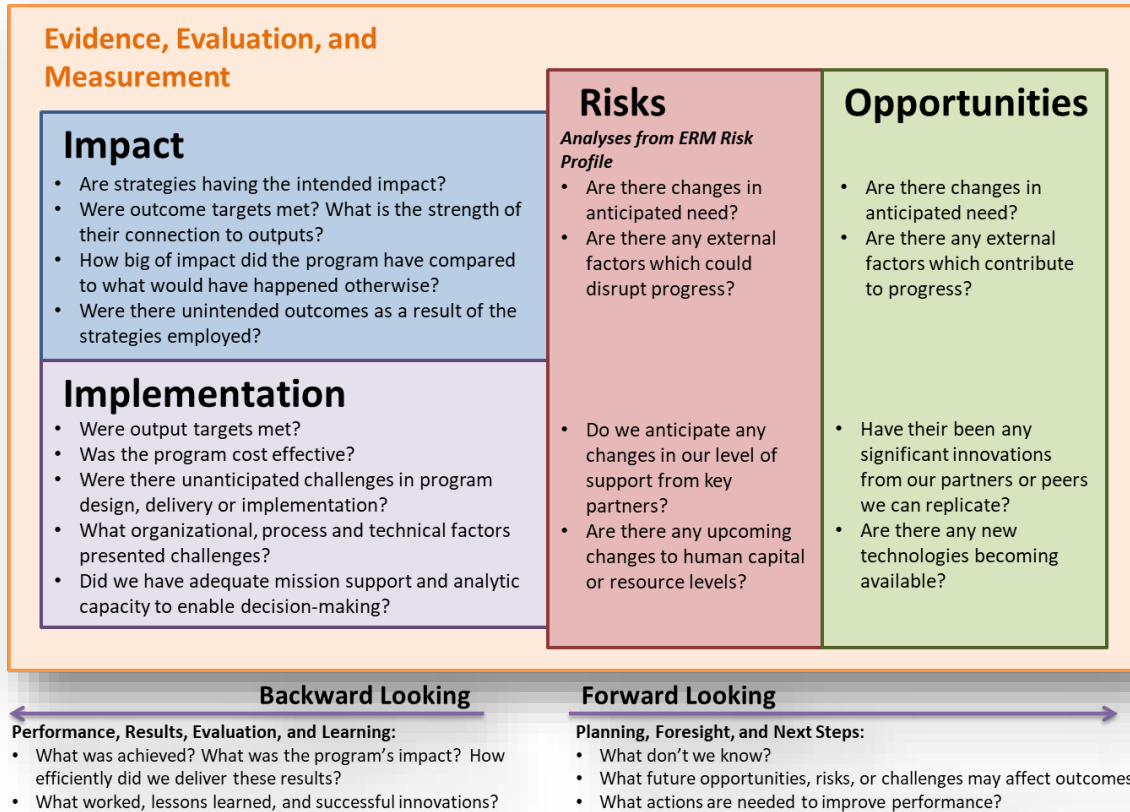 Evidence, Evaluation, and
Measurement
Impact
• Are strategies having the intended impact?
• Were outcome targets met? What is the strength of
their connection to outputs?
• How big of impact did the program have compared
to what would have happened otherwise?
• Were there unintended outcomes as a result of the
strategies employed?
Implementation
• Were output targets met?
• Was the program cost effective?
• Were there unanticipated challenges in program
design, delivery or implementation?
• What organizational, process and technical factors
presented challenges?
• Did we have adequate mission support and analytic
capacity to enable decision-making?
Risks
Analyses from ERM Risk
Profile
• Are there changes in
anticipated need?
• Are there any external
factors which could
disrupt progress?
• Do we anticipate any
changes in our level of
support from key
partners?
• Are there any upcoming
changes to human capital
or resource levels?
Opportunities
• Are there changes in
anticipated need?
• Are there any external
factors which contribute
to progress?
• Have their been any
significant innovations
from our partners or peers
we can replicate?
• Are there any new
technologies becoming
available?
Backward Looking
Performance, Results, Evaluation, and Learning:
• What was achieved? What was the program's impact? How
efficiently did we deliver these results?
• What worked, lessons learned, and successful innovations?
Forward Looking
Planning, Foresight, and Next Steps:
• What don't we know?
• What future opportunities, risks, or challenges may affect outcomes
• What actions are needed to improve performance?